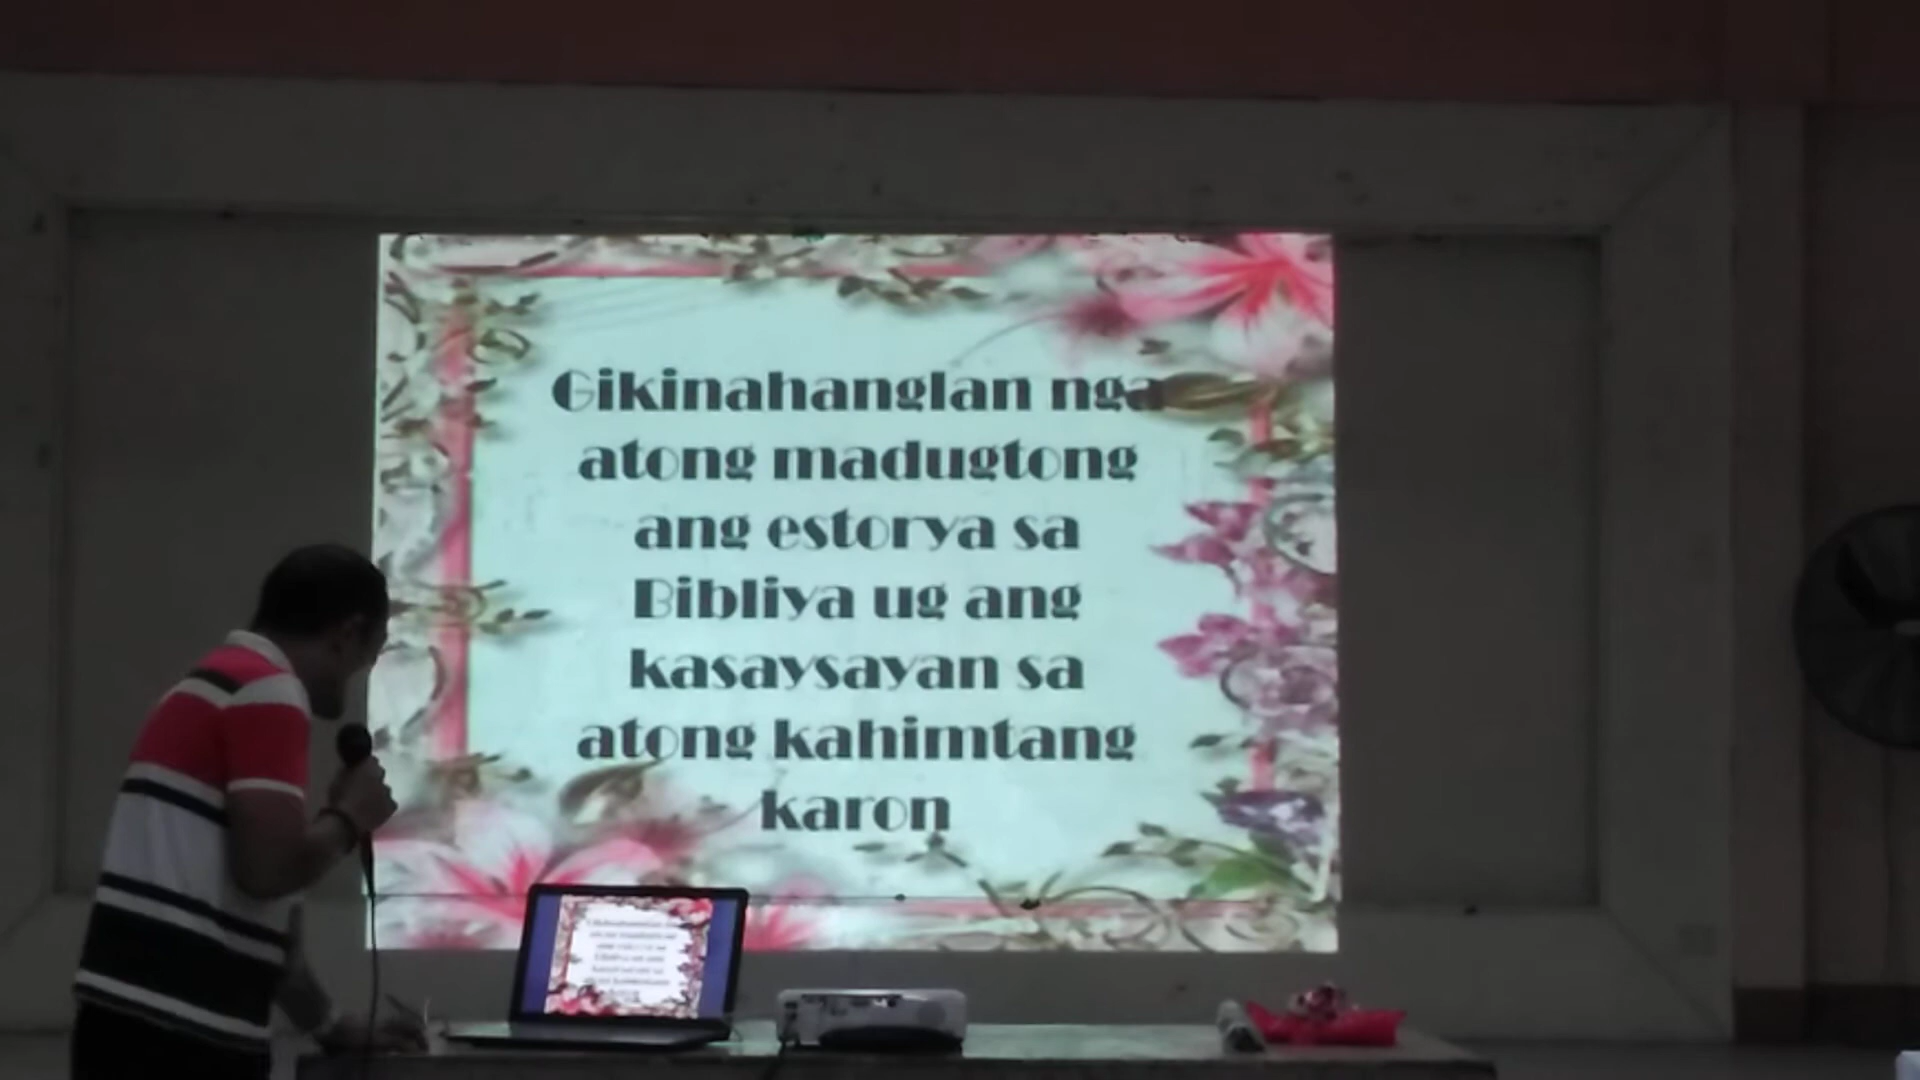 Gikinahanglan nga
atong madugtong
ang estorya sa
Bibliya ug ang
kasaysayan sa
atong kahimtang
karon